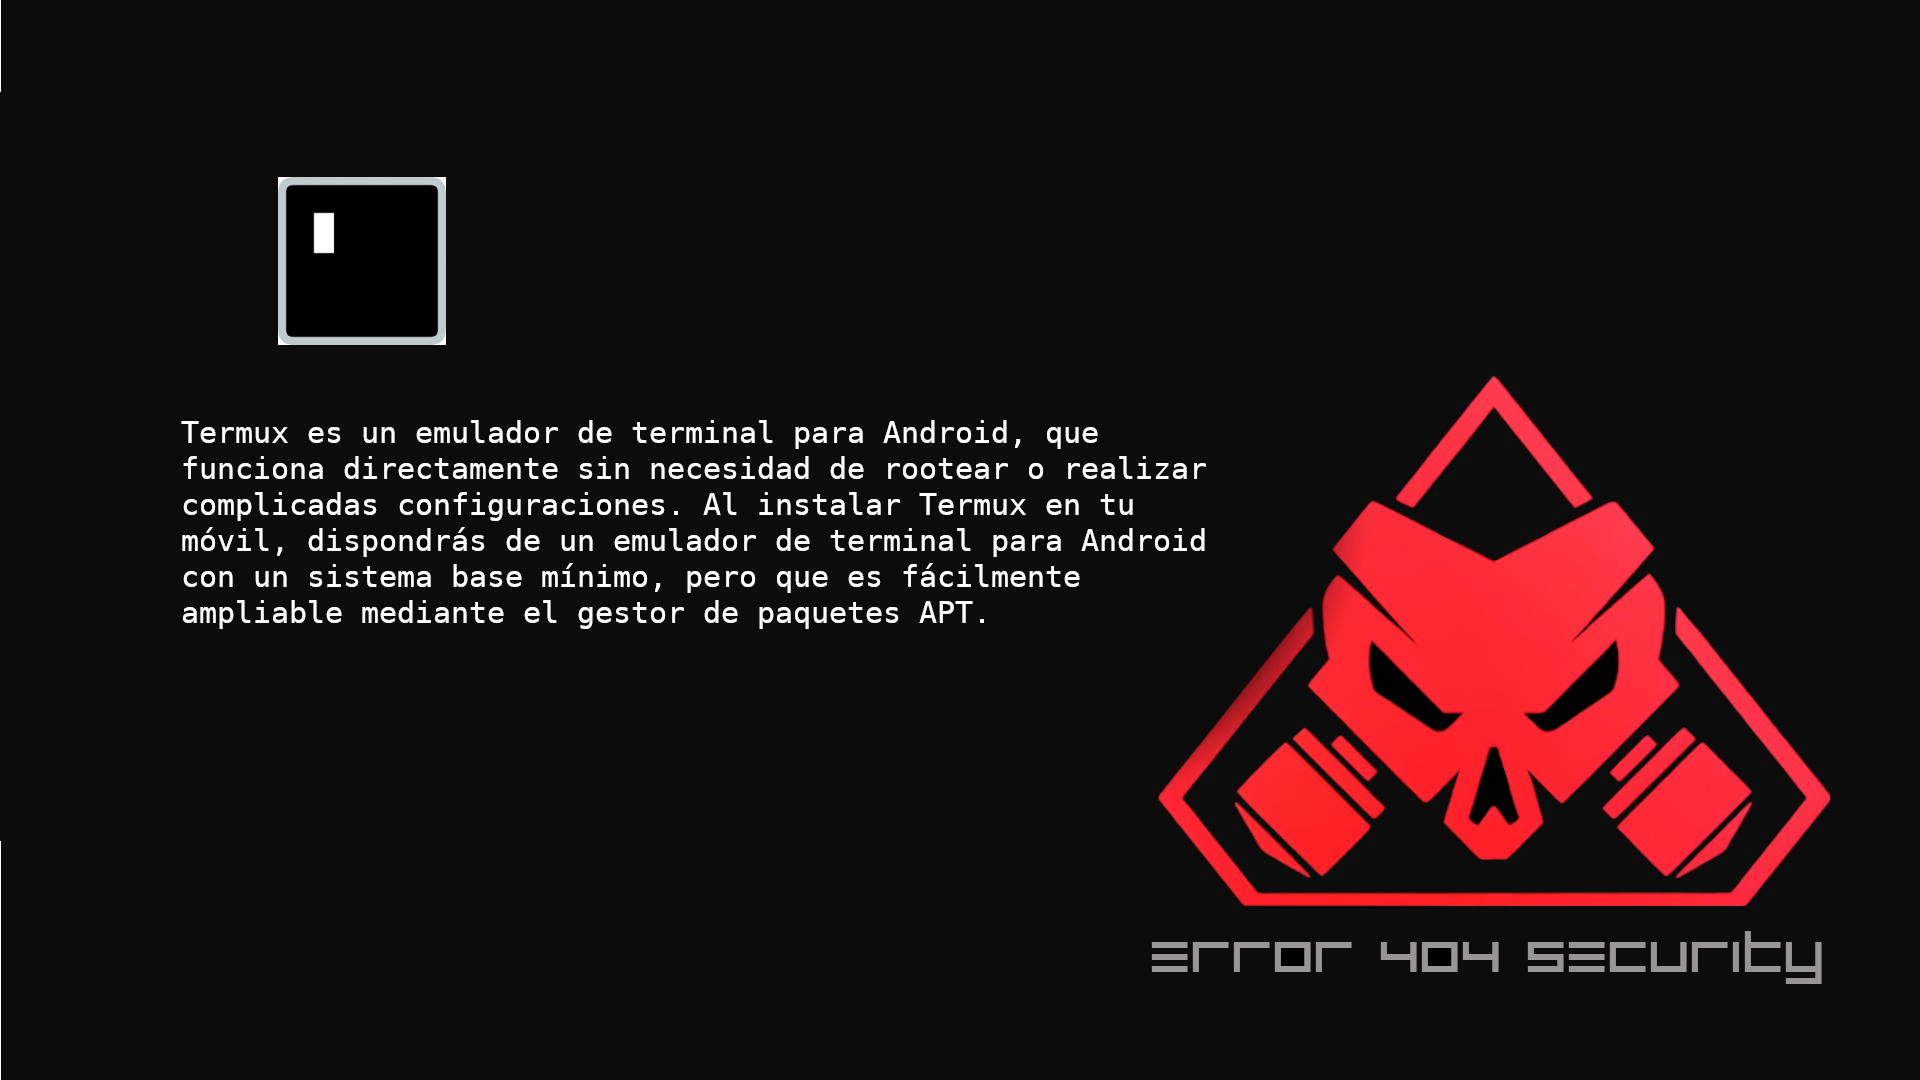 Termux es un emulador de terminal para Android, que
funciona directamente sin necesidad de rootear o realizar
complicadas configuraciones. Al instalar Termux en tu
móvil, dispondrás de un emulador de terminal para Android
con un sistema base mínimo, pero que es fácilmente
ampliable mediante el gestor de paquetes APT.
Error 404 Security